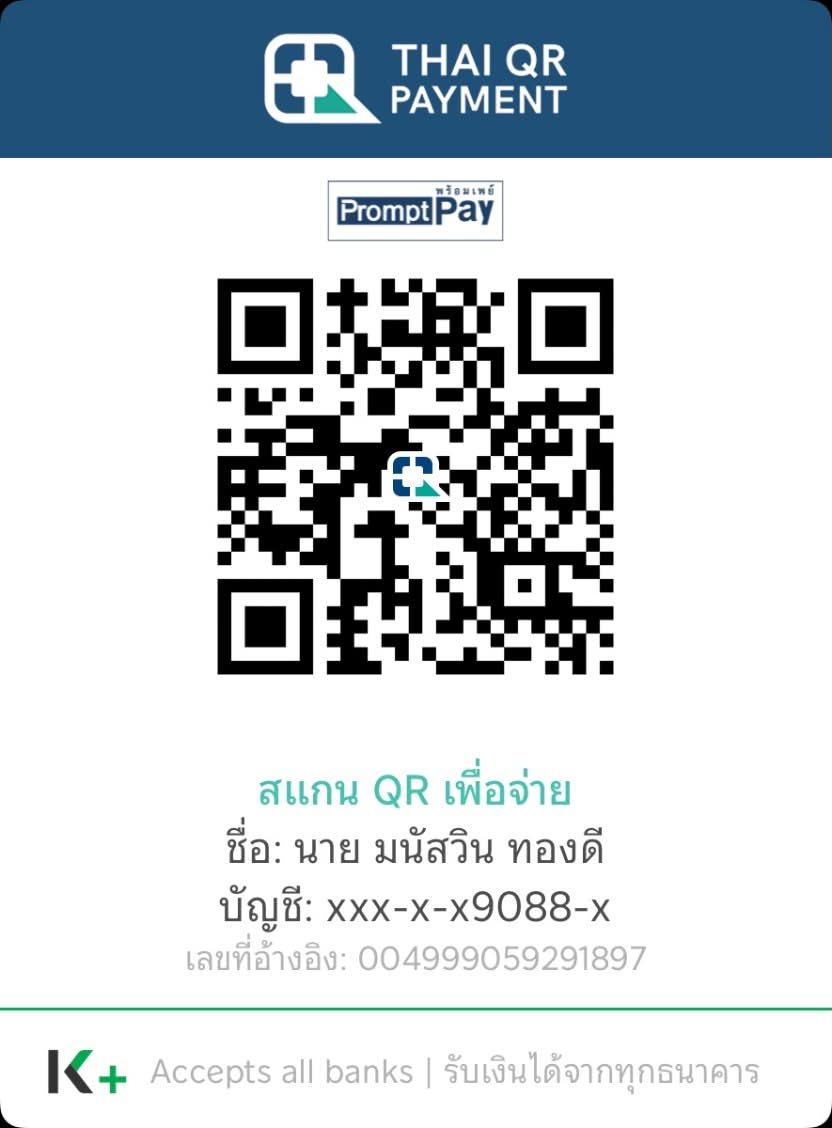 THAI QR
PAYMENT
พร้อมเพย์
PromptPay
สแกน QR เพื่อจ่าย
ชื่อ: นาย มนัสวิน ทองดี
บัญชี: xxx-x-x9088-x
เลขที่อ้างอิง: 004999059291897
K+ Accepts all banks | รับเงินได้จากทุกธนาคาร